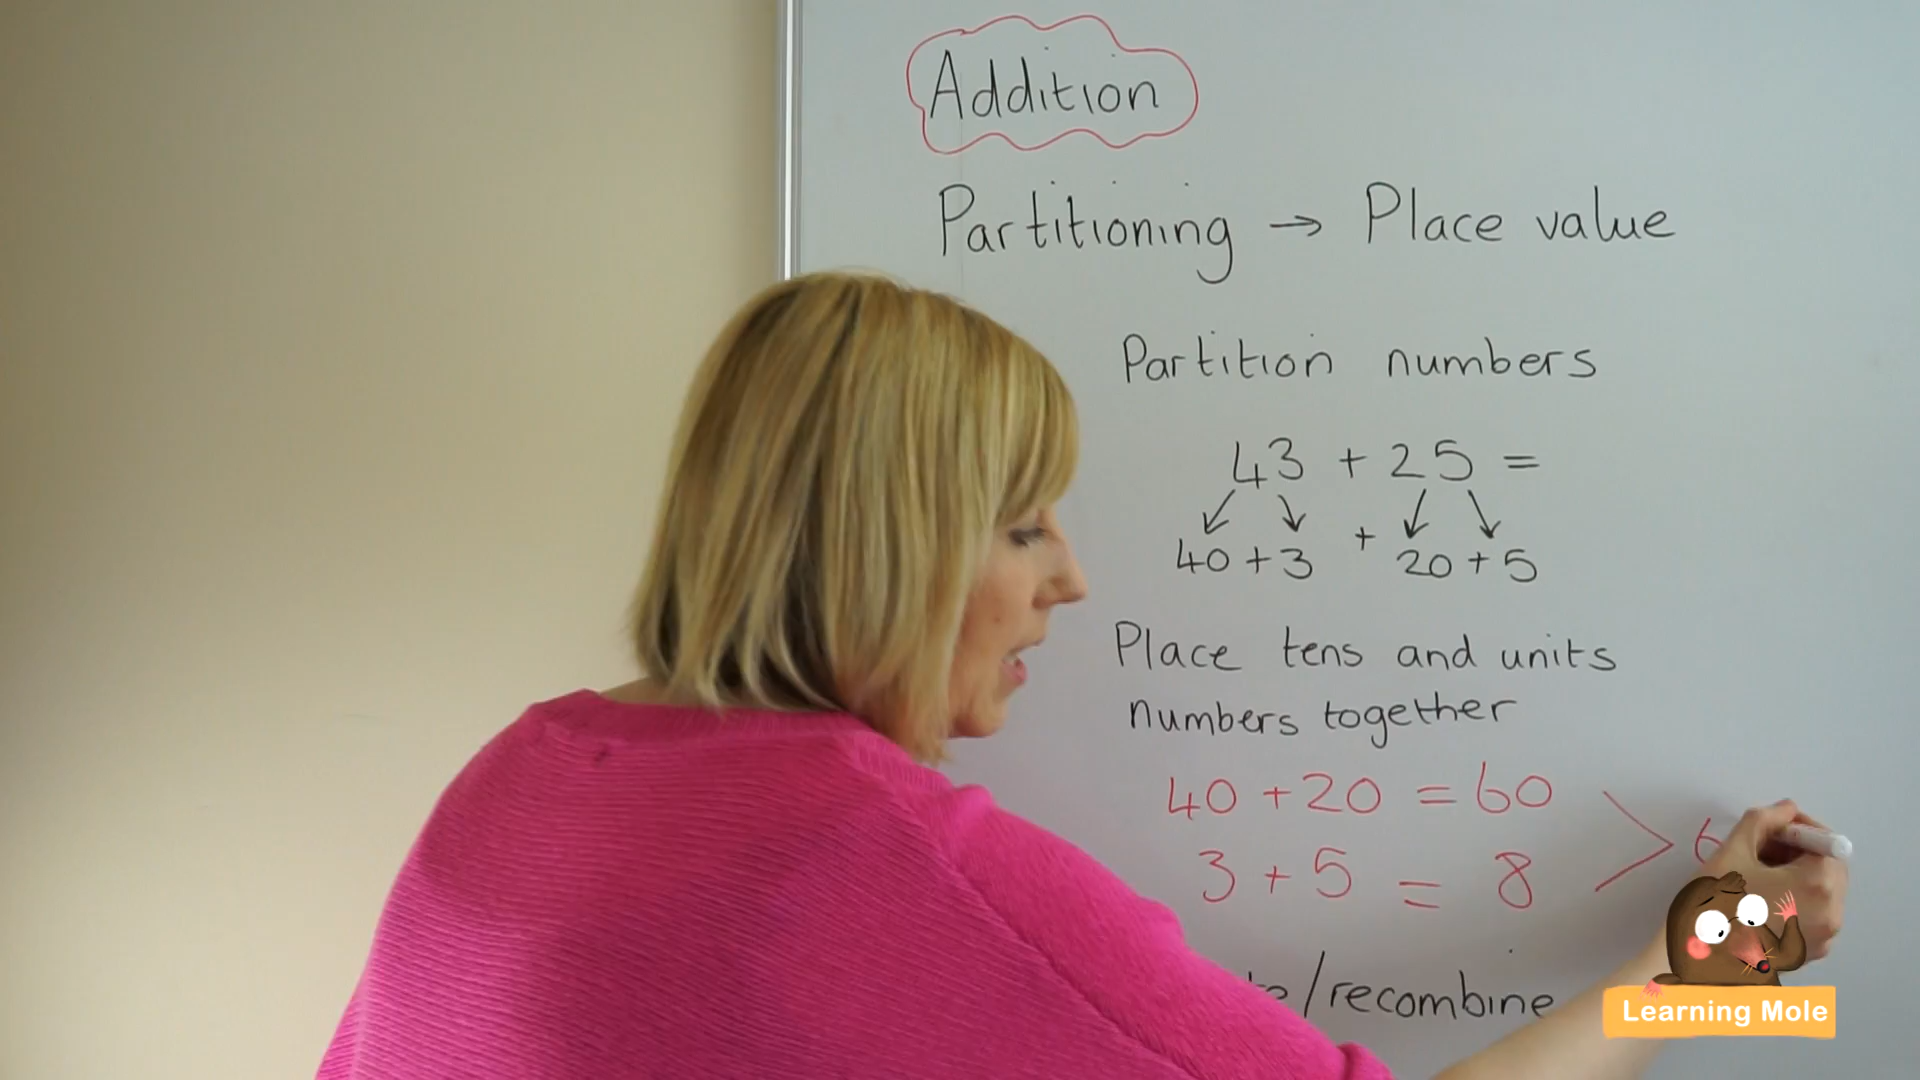 Addition
Partitioning → Place value
Partition numbers
43 + 25 =
40 + 3 + 20 + 5
Place tens and units
numbers together
40 + 20 = 60
3 + 5 = 8
6
/recombine
Learning Mole